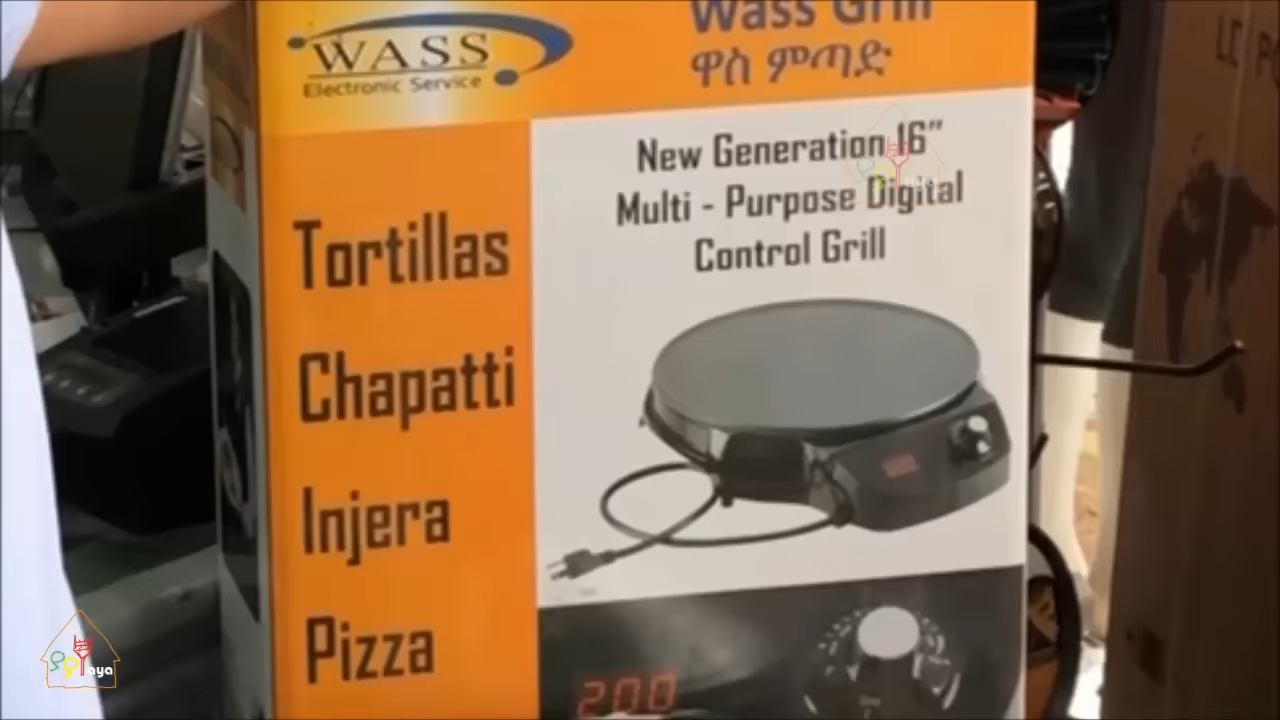 WASS
Electronic Service
Wass Grill
ዋስ ምጣድ
New Generation 16”
Multi - Purpose Digital
Control Grill
Tortillas
Chapatti
Injera
Pizza
200